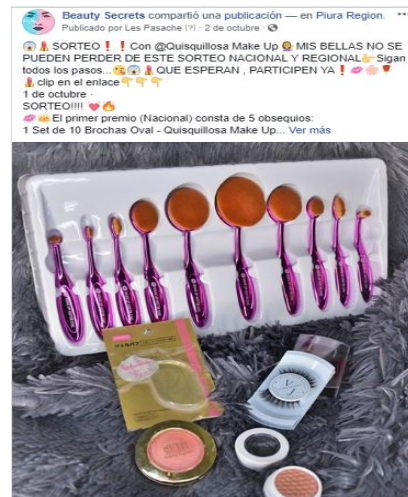 Beauty Secrets compartió una publicación — en Piura Region.
Publicado por Les Pasache [?] · 2 de octubre ·
😱💄SORTEO❗❗Con @Quisquillosa Make Up 🙆 MIS BELLAS NO SE
PUEDEN PERDER DE ESTE SORTEO NACIONAL Y REGIONAL👉Sigan
todos los pasos...😘😱💄QUE ESPERAN , PARTICIPEN YA❗💋🌸🌹
💄clip en el enlace👇👇👇
1 de octubre ·
SORTEO!!!! 💗🔥
💋👑El primer premio (Nacional) consta de 5 obsequios:
1 Set de 10 Brochas Oval - Quisquillosa Make Up... Ver más